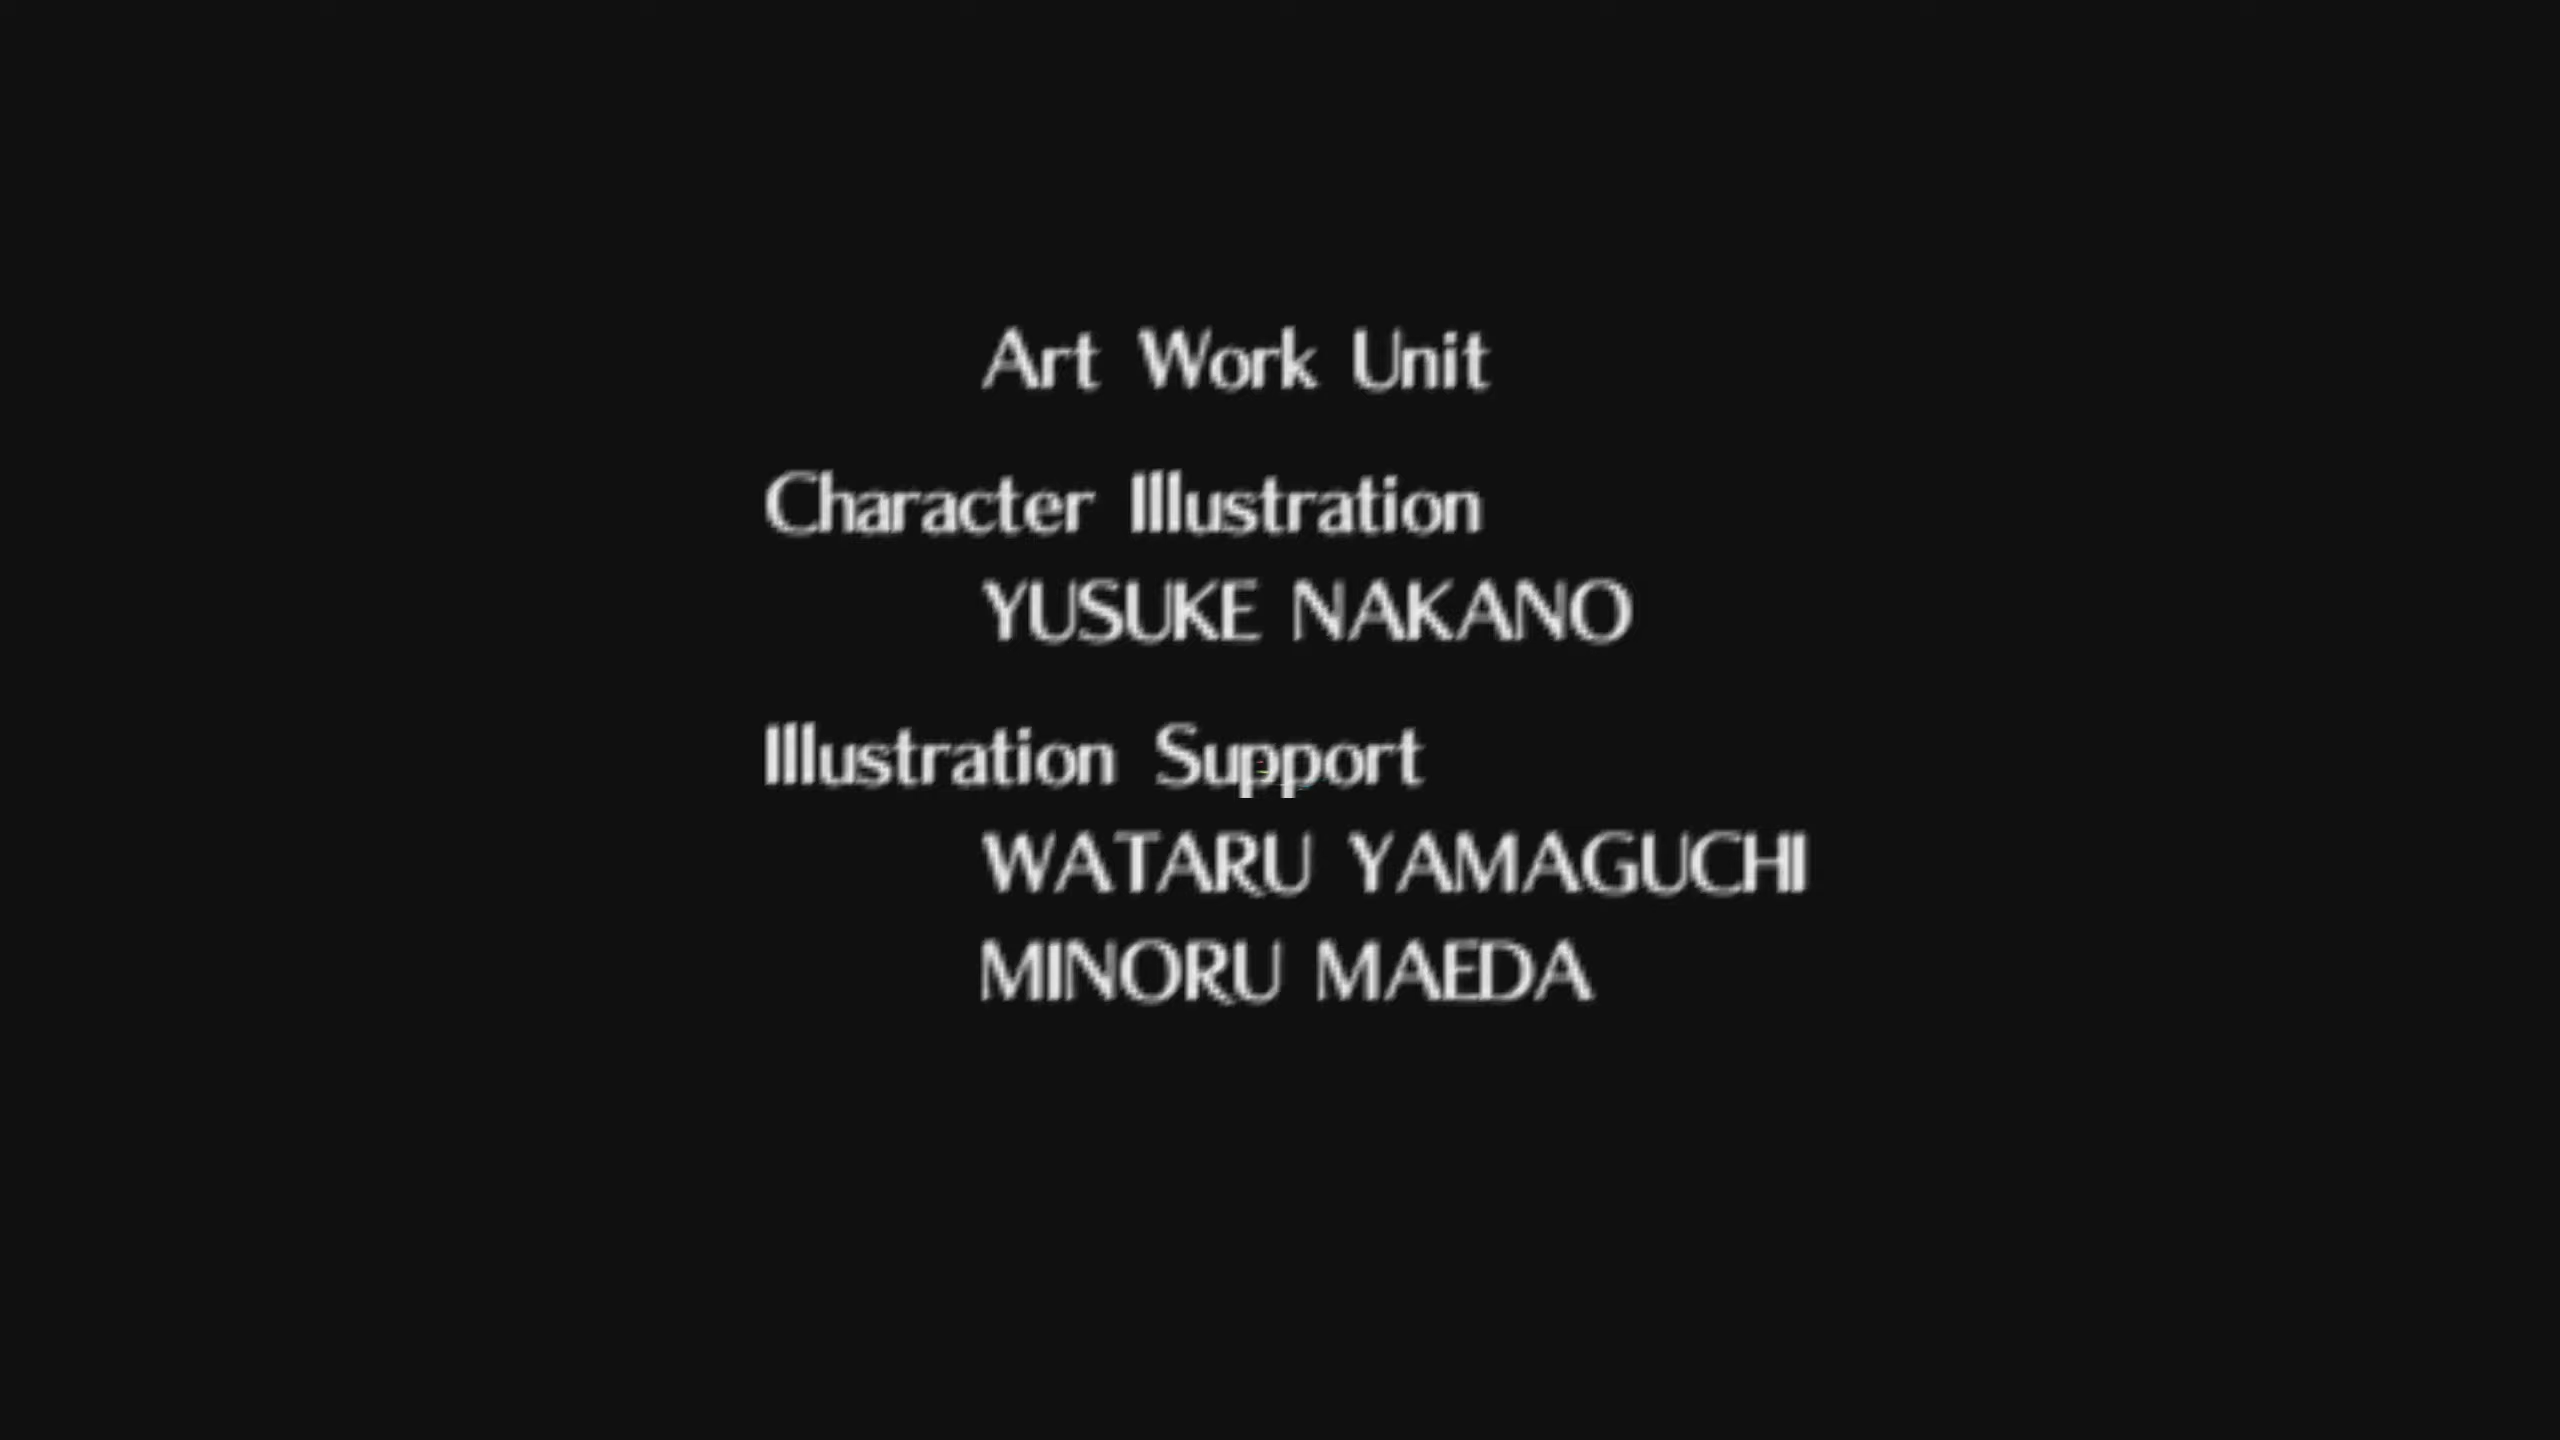 Art Work Unit
Character Illustration
YUSUKE NAKANO
Illustration Support
WATARU YAMAGUCHI
MINORU MAEDA